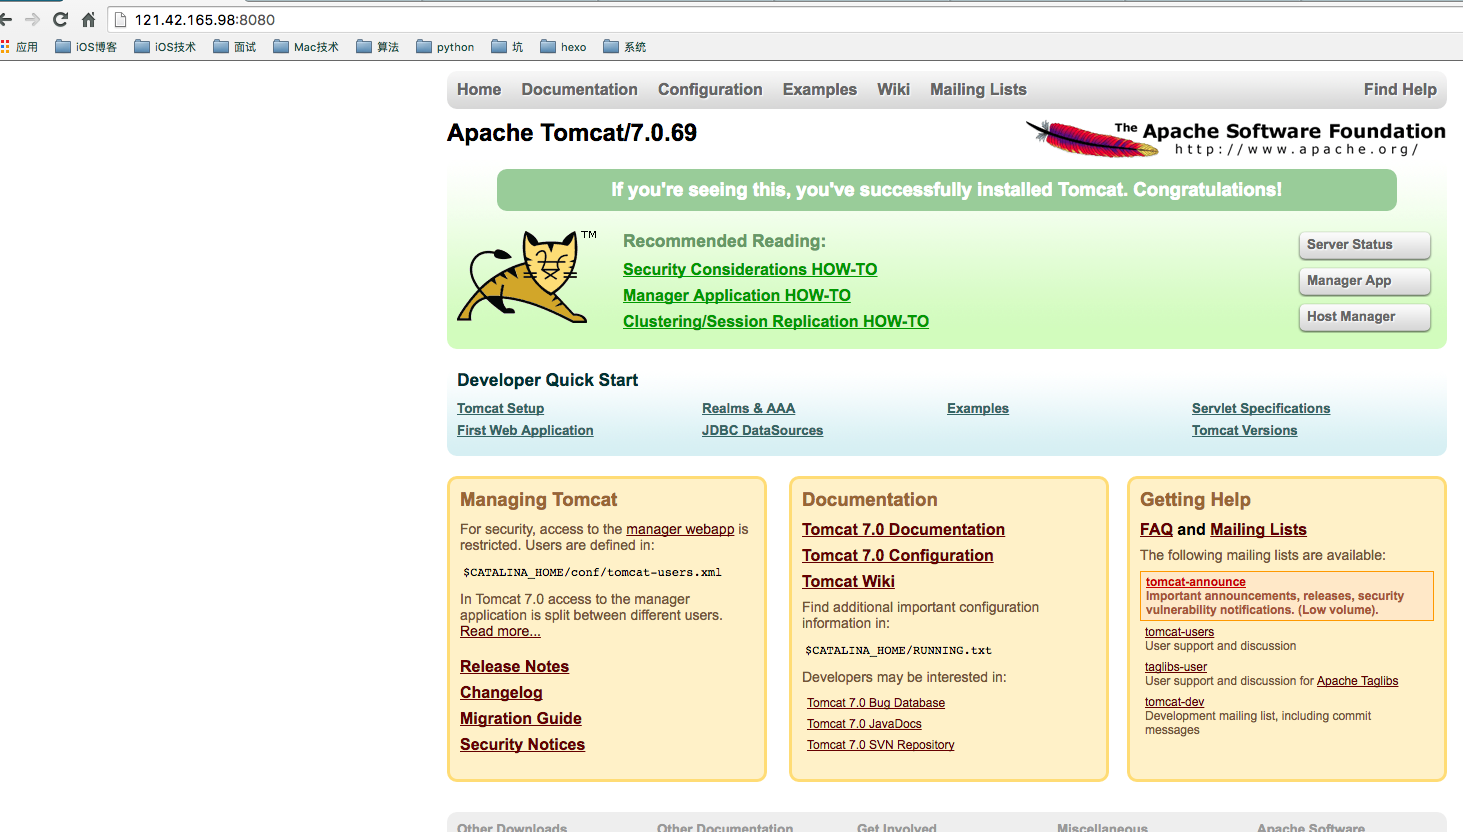 121.42.165.98:8080
应用 iOS博客 iOS技术 面试 Mac技术 算法 python 坑 hexo 系统
Home Documentation Configuration Examples Wiki Mailing Lists Find Help
Apache Tomcat/7.0.69
The Apache Software Foundation
http://www.apache.org/
If you're seeing this, you've successfully installed Tomcat. Congratulations!
TM
Recommended Reading:
Security Considerations HOW-TO
Manager Application HOW-TO
Clustering/Session Replication HOW-TO
Server Status
Manager App
Host Manager
Developer Quick Start
Tomcat Setup
First Web Application
Realms & AAA
JDBC DataSources
Examples
Servlet Specifications
Tomcat Versions
Managing Tomcat
For security, access to the manager webapp is
restricted. Users are defined in:
$CATALINA_HOME/conf/tomcat-users.xml
In Tomcat 7.0 access to the manager
application is split between different users.
Read more...
Release Notes
Changelog
Migration Guide
Security Notices
Documentation
Tomcat 7.0 Documentation
Tomcat 7.0 Configuration
Tomcat Wiki
Find additional important configuration
information in:
$CATALINA_HOME/RUNNING.txt
Developers may be interested in:
Tomcat 7.0 Bug Database
Tomcat 7.0 JavaDocs
Tomcat 7.0 SVN Repository
Getting Help
FAQ and Mailing Lists
The following mailing lists are available:
tomcat-announce
Important announcements, releases, security
vulnerability notifications. (Low volume).
tomcat-users
User support and discussion
taglibs-user
User support and discussion for Apache Taglibs
tomcat-dev
Development mailing list, including commit
messages
Other Downloads Other Documentation Get Involved Miscellaneous Apache Software